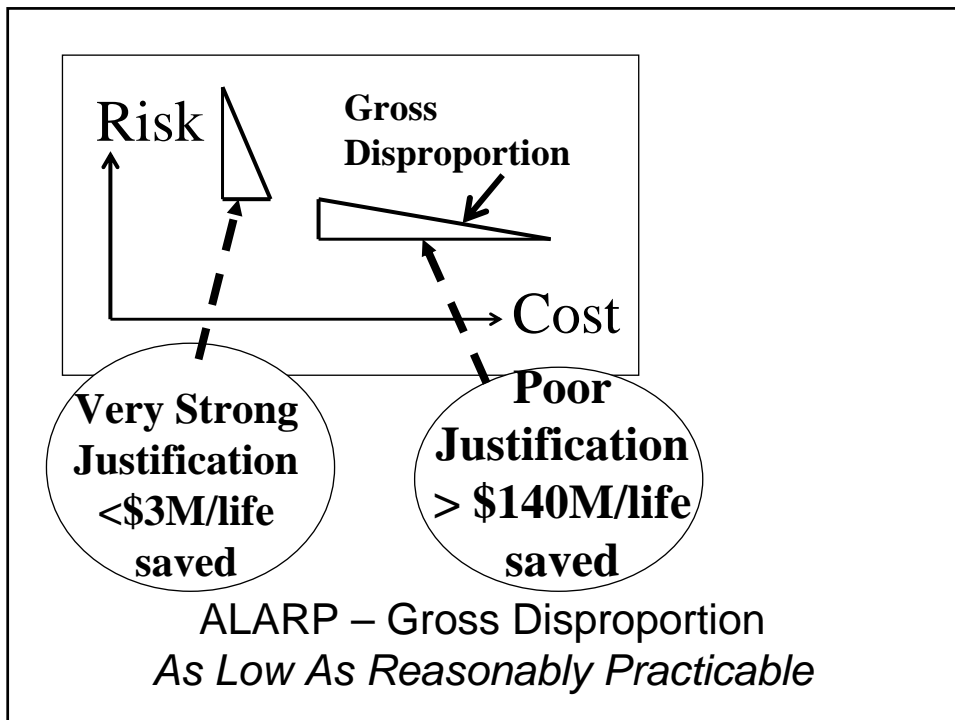 Risk
Gross
Disproportion
Cost
Very Strong
Justification
<$3M/life
saved
Poor
Justification
> $140M/life
saved
ALARP – Gross Disproportion
As Low As Reasonably Practicable